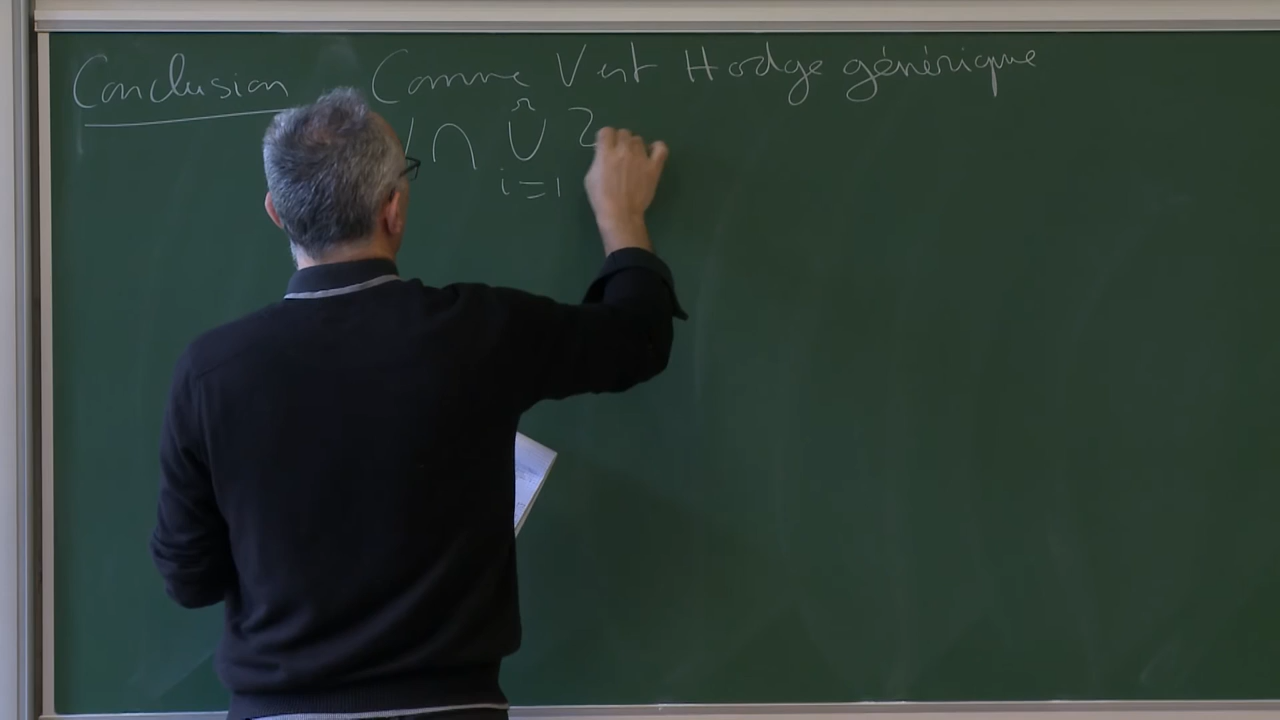 Conclusion Comme V est Hodge générique
V ∩ ∪ i=1 r Z